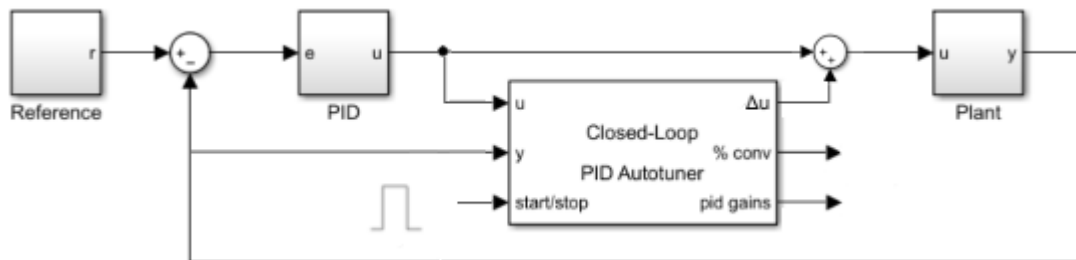 r
+
−
e
u
+
+
u
y
Reference
PID
Plant
u
Δu
Closed-Loop
y
% conv
PID Autotuner
start/stop
pid gains